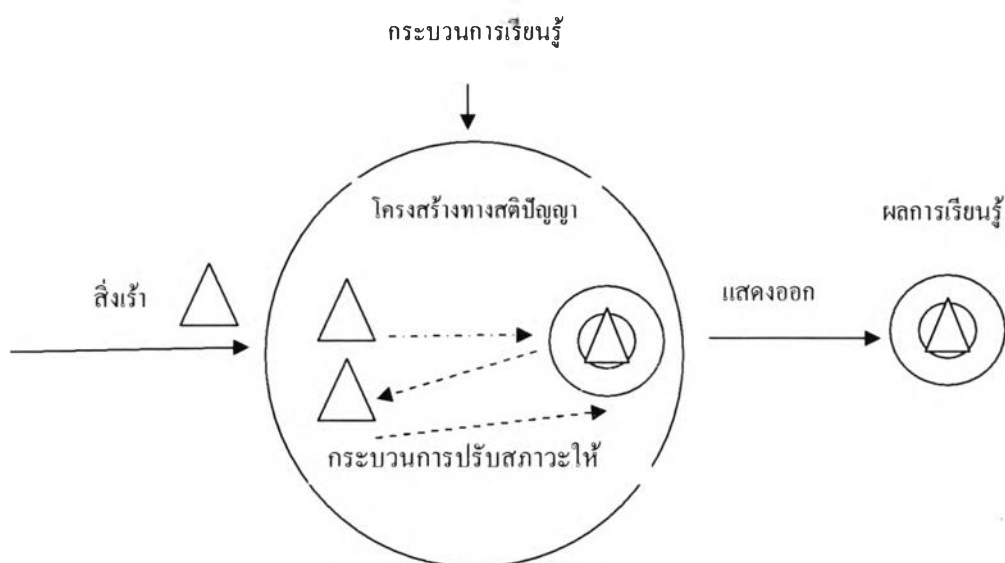 กระบวนการเรียนรู้
โครงสร้างทางสติปัญญา
ผลการเรียนรู้
สิ่งเร้า
แสดงออก
กระบวนการปรับสภาวะให้